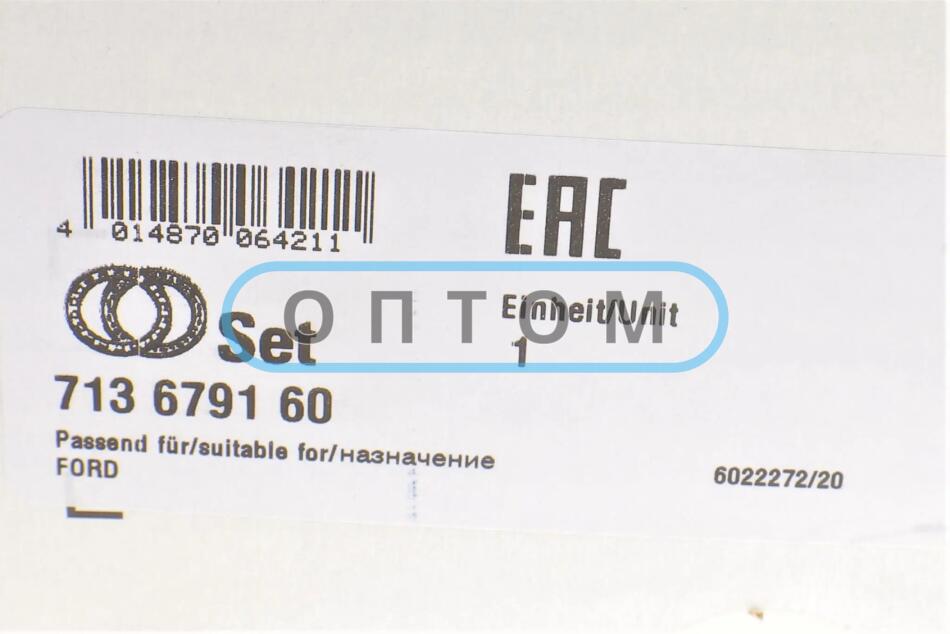 4 014870 064211
EAC
Set
ОПТОМ
Einheit/Unit
1
713 6791 60
Passend für/suitable for/назначение
FORD
6022272/20